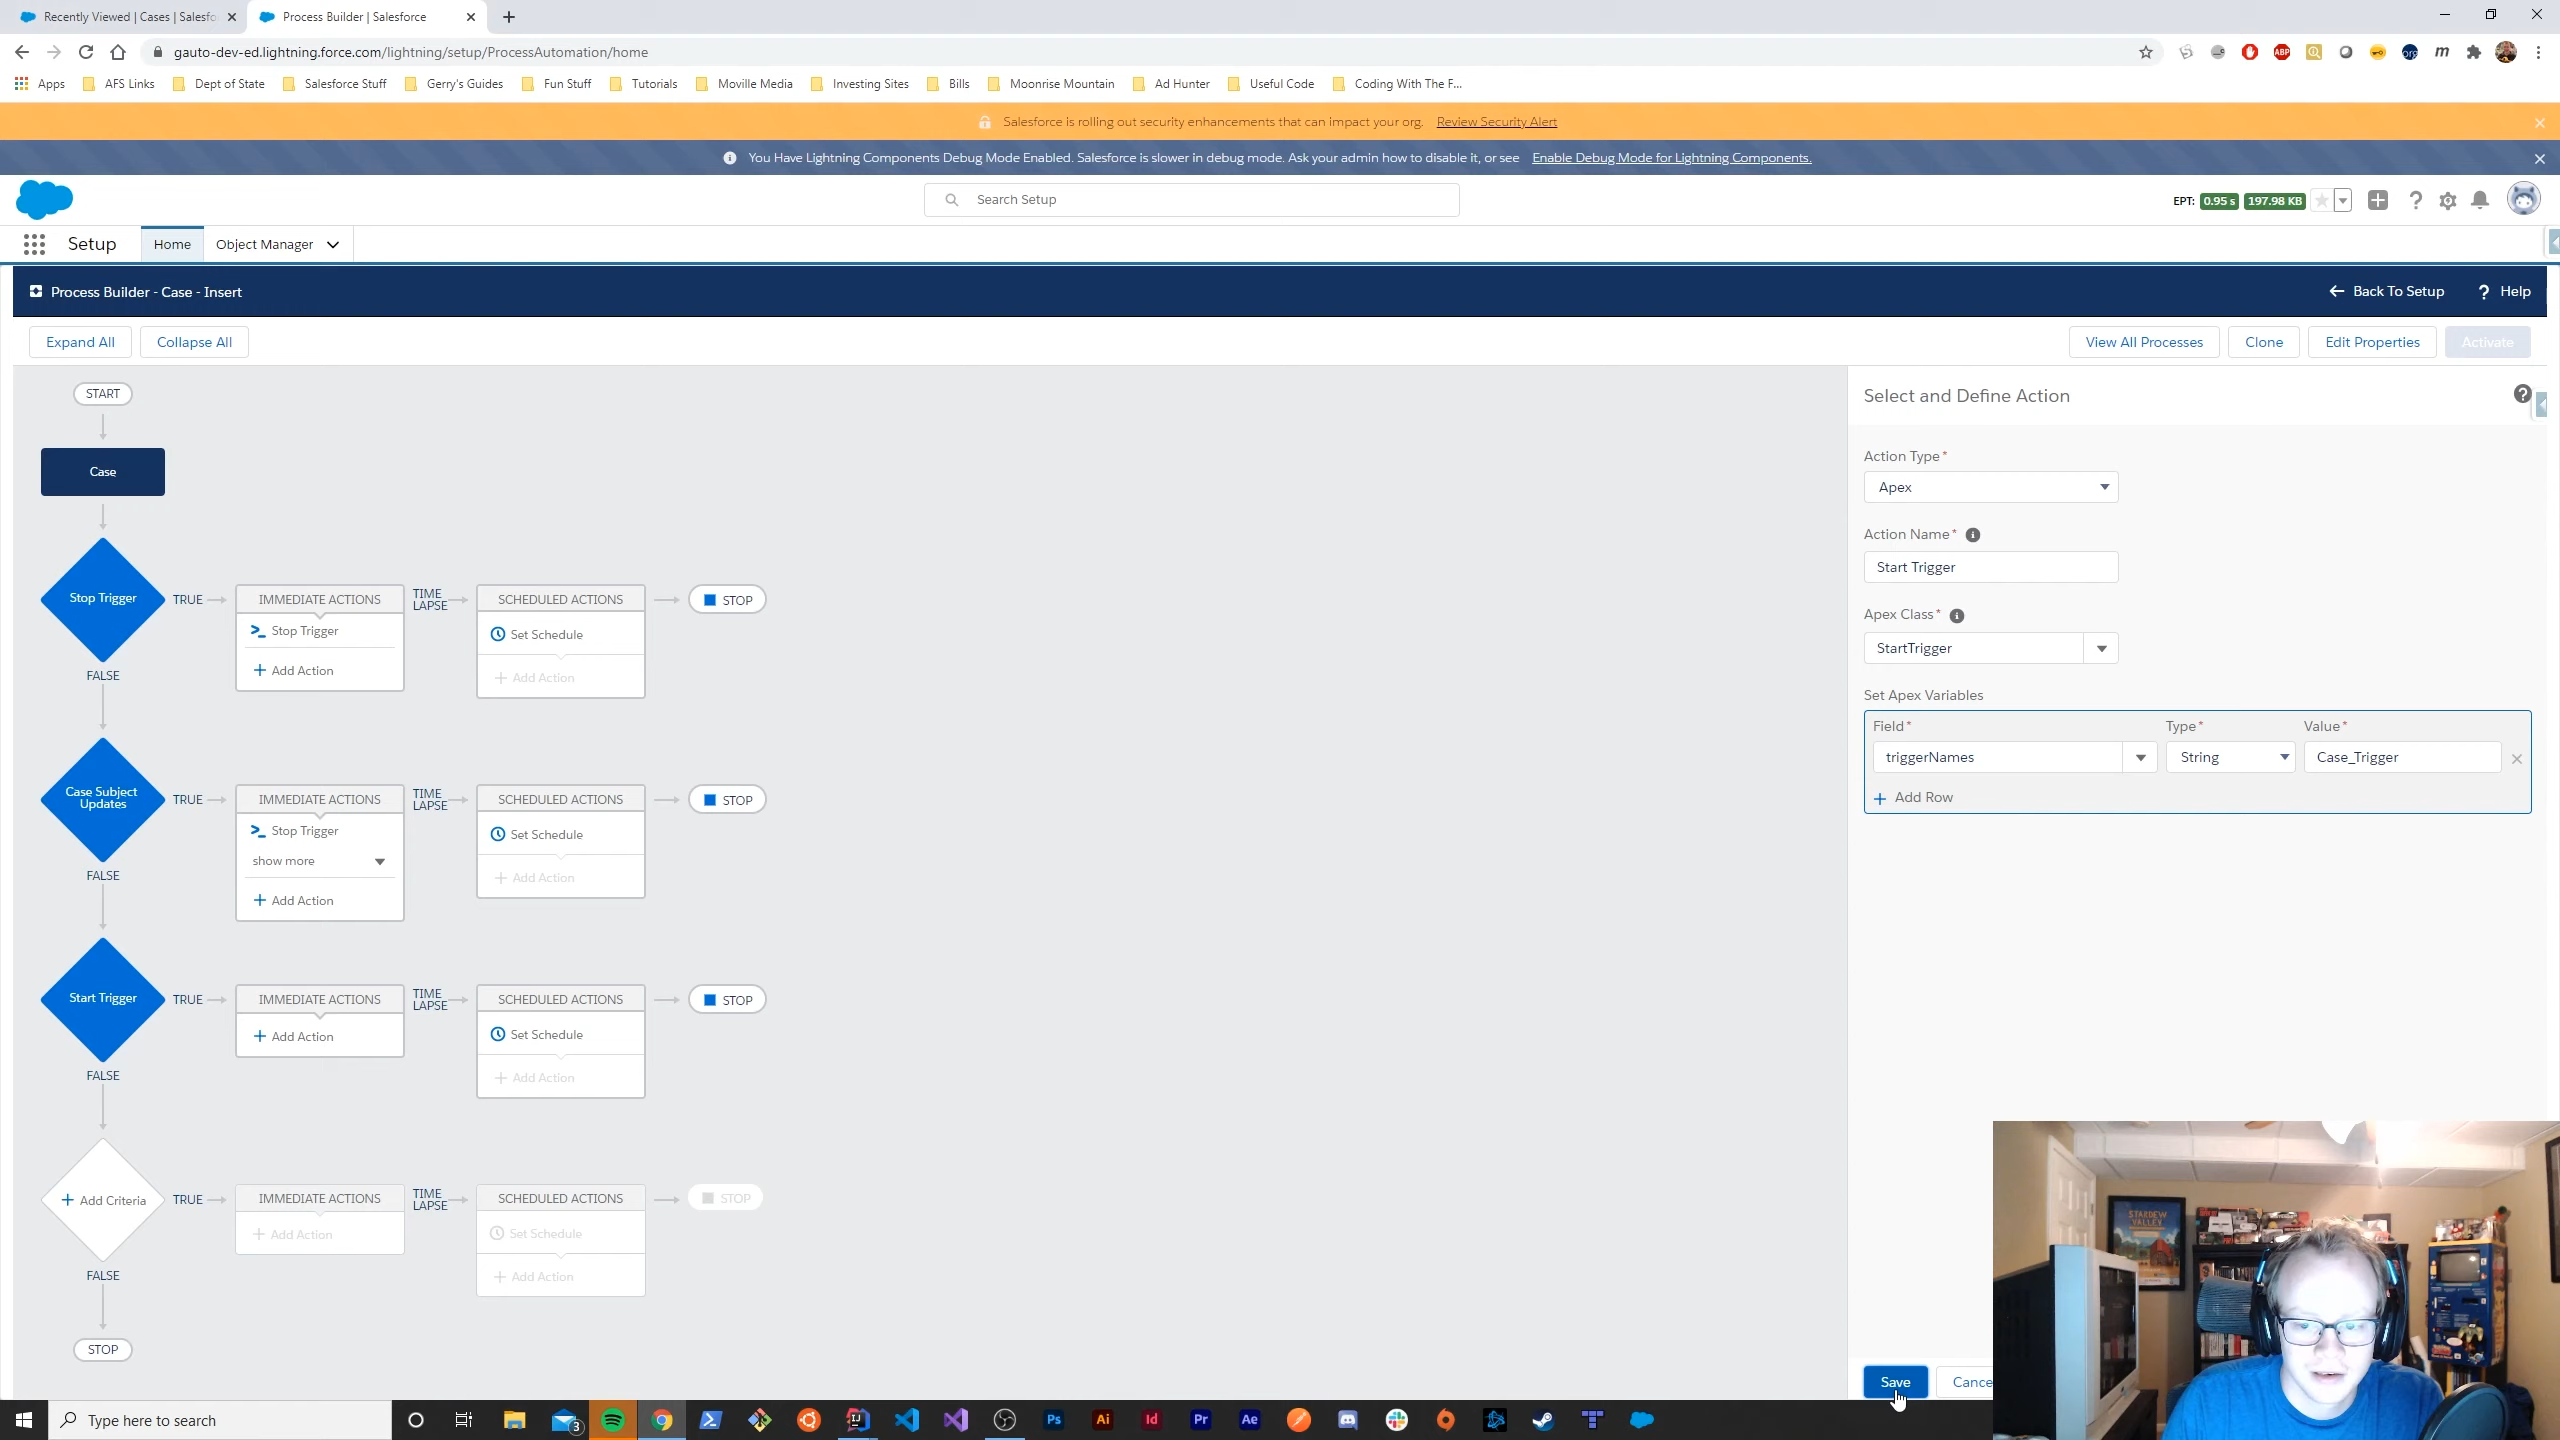 Recently Viewed | Cases | Salesfo
Process Builder | Salesforce
gauto-dev-ed.lightning.force.com/lightning/setup/ProcessAutomation/home
Apps
AFS Links
Dept of State
Salesforce Stuff
Gerry's Guides
Fun Stuff
Tutorials
Moville Media
Investing Sites
Bills
Moonrise Mountain
Ad Hunter
Useful Code
Coding With The F...
Salesforce is rolling out security enhancements that can impact your org. Review Security Alert
You Have Lightning Components Debug Mode Enabled. Salesforce is slower in debug mode. Ask your admin how to disable it, or see Enable Debug Mode for Lightning Components.
Search Setup
EPT: 0.95 s 197.98 KB
Setup
Home
Object Manager
Process Builder - Case - Insert
Back To Setup
? Help
Expand All
Collapse All
View All Processes
Clone
Edit Properties
Activate
START
Case
Stop Trigger
TRUE
IMMEDIATE ACTIONS
Stop Trigger
+ Add Action
TIME LAPSE
SCHEDULED ACTIONS
Set Schedule
+ Add Action
STOP
FALSE
Case Subject Updates
TRUE
IMMEDIATE ACTIONS
Stop Trigger
show more
+ Add Action
TIME LAPSE
SCHEDULED ACTIONS
Set Schedule
+ Add Action
STOP
FALSE
Start Trigger
TRUE
IMMEDIATE ACTIONS
+ Add Action
TIME LAPSE
SCHEDULED ACTIONS
Set Schedule
+ Add Action
STOP
FALSE
+ Add Criteria
TRUE
IMMEDIATE ACTIONS
+ Add Action
TIME LAPSE
SCHEDULED ACTIONS
Set Schedule
+ Add Action
STOP
FALSE
STOP
Select and Define Action
Action Type*
Apex
Action Name*
Start Trigger
Apex Class*
StartTrigger
Set Apex Variables
Field* Type* Value*
triggerNames String Case_Trigger
+ Add Row
Save
Cance
STARDEW VALLEY
Type here to search
3
Ps
Ai
Id
Pr
Ae